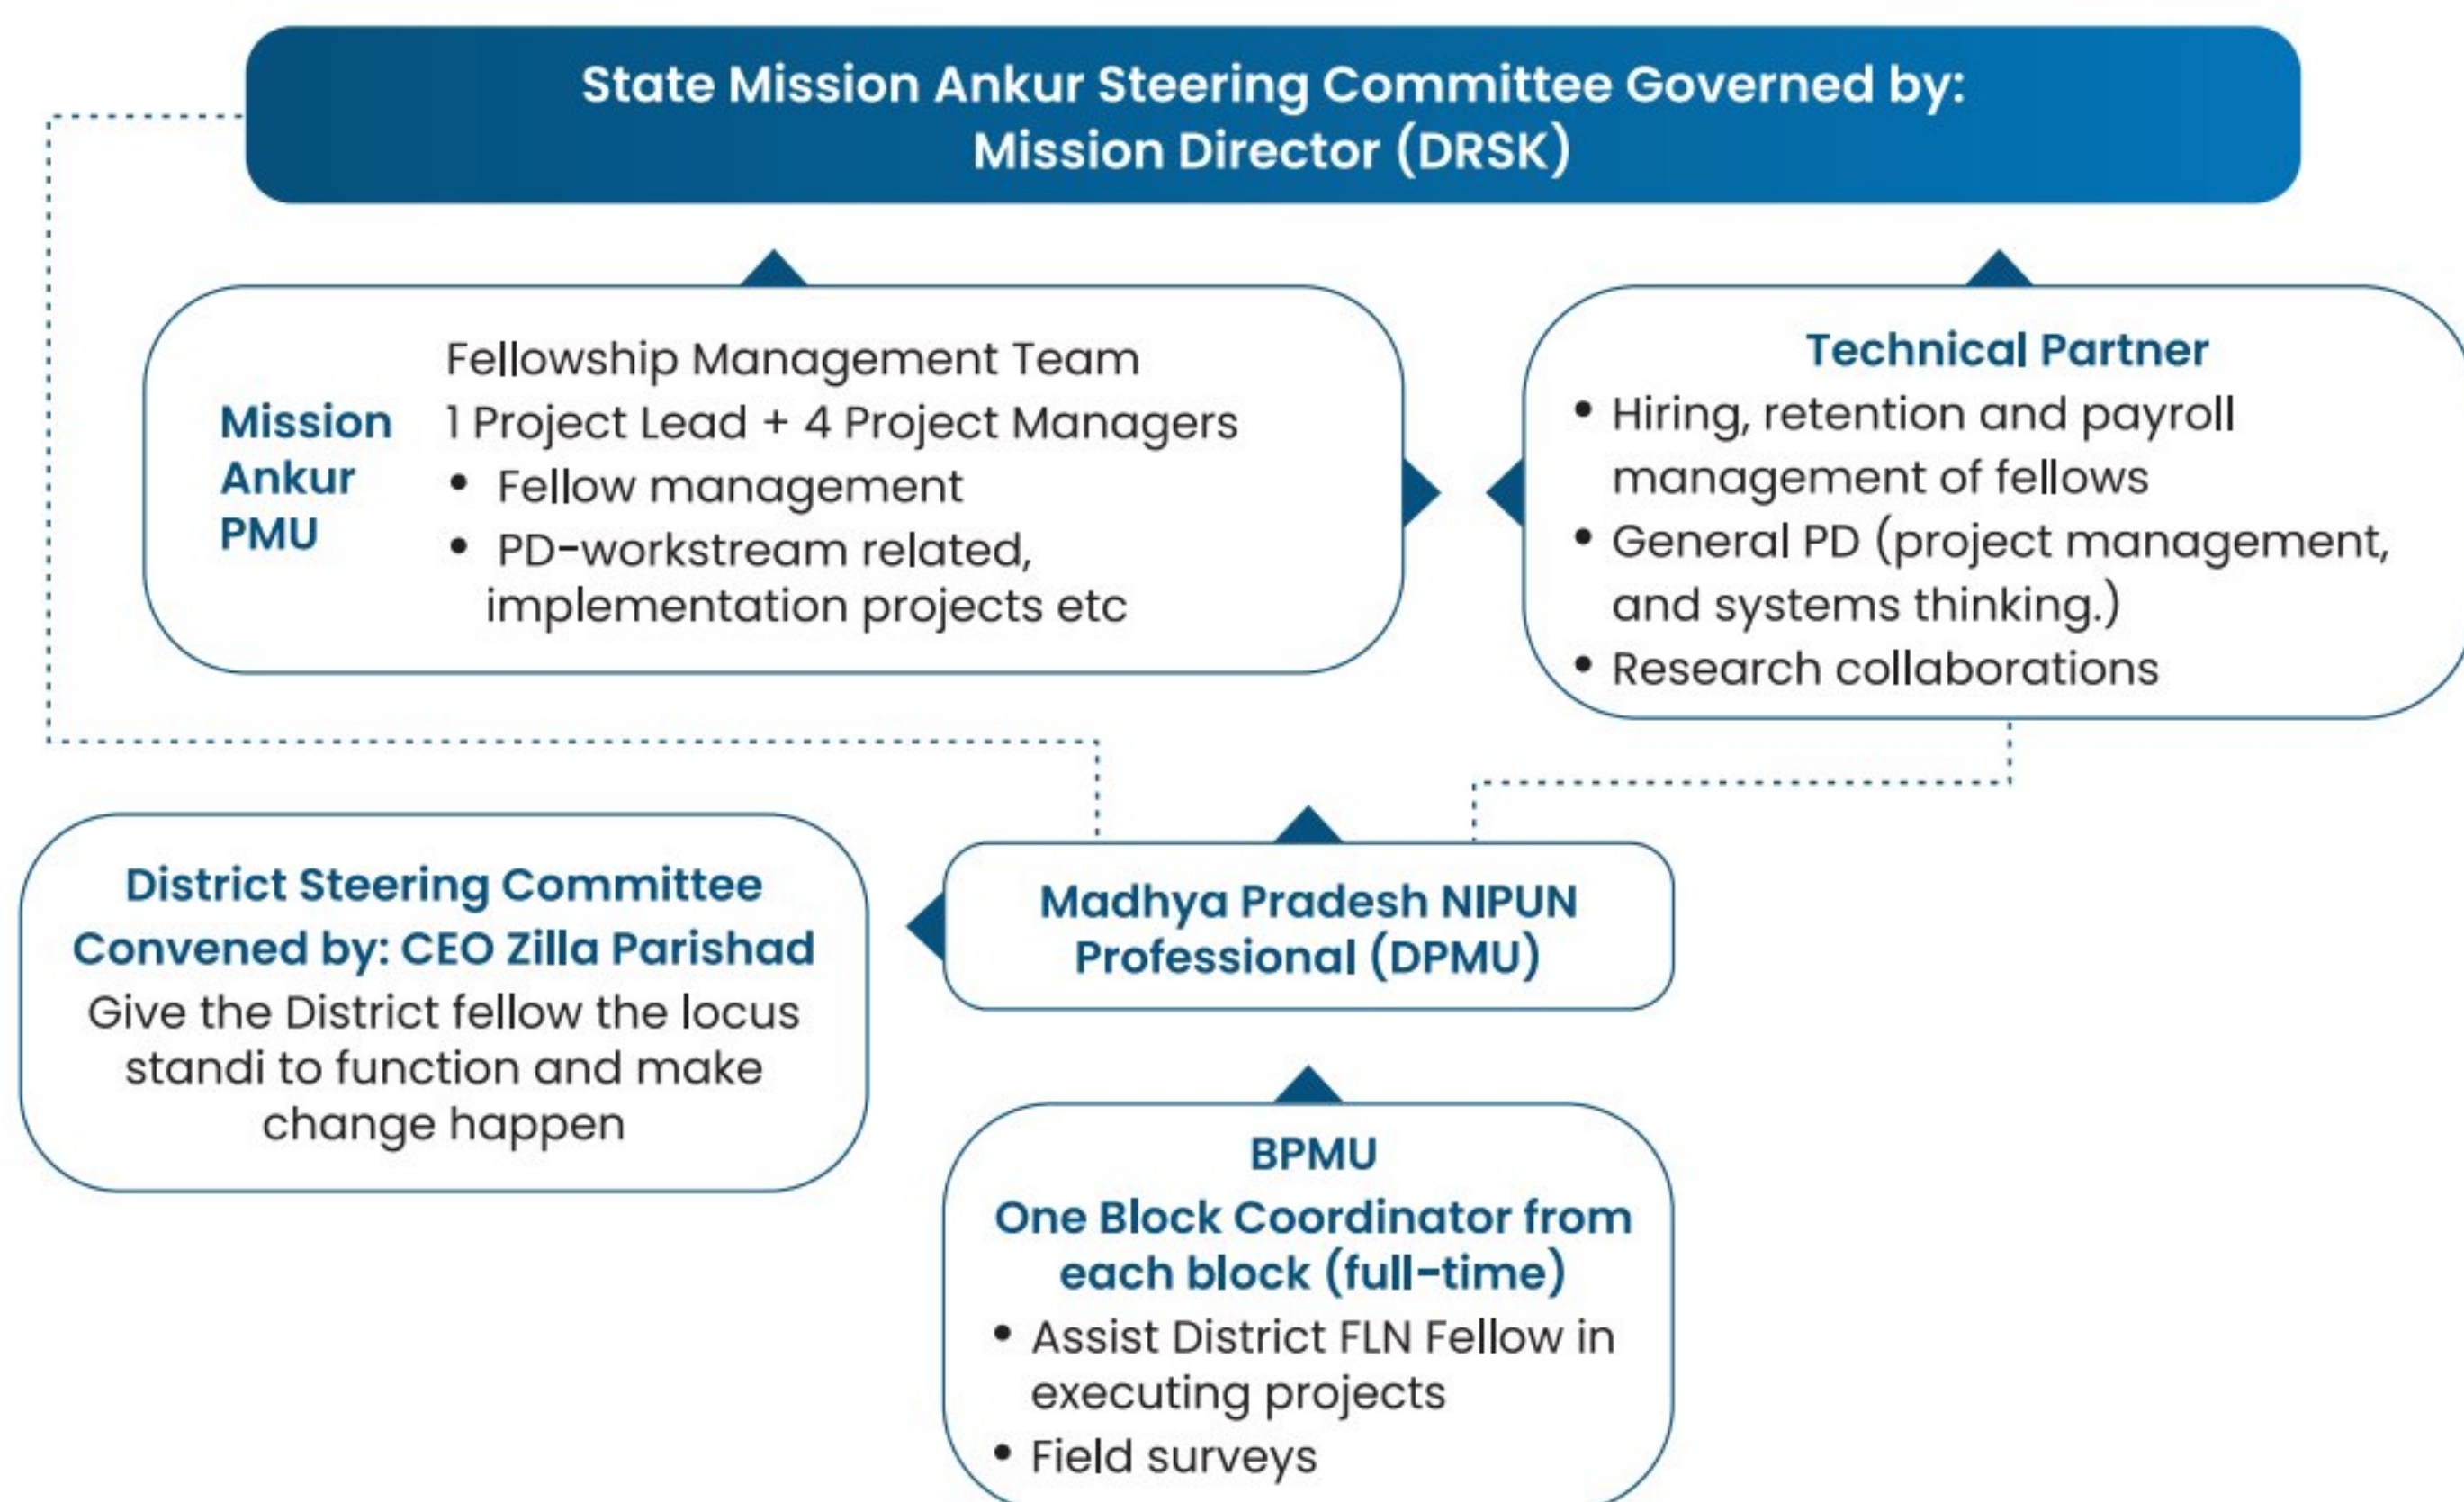 State Mission Ankur Steering Committee Governed by:
Mission Director (DRSK)
Mission
Ankur
PMU
Fellowship Management Team
1 Project Lead + 4 Project Managers
• Fellow management
• PD-workstream related,
implementation projects etc
Technical Partner
• Hiring, retention and payroll
management of fellows
• General PD (project management,
and systems thinking.)
• Research collaborations
District Steering Committee
Convened by: CEO Zilla Parishad
Give the District fellow the locus
standi to function and make
change happen
Madhya Pradesh NIPUN
Professional (DPMU)
BPMU
One Block Coordinator from
each block (full-time)
• Assist District FLN Fellow in
executing projects
• Field surveys